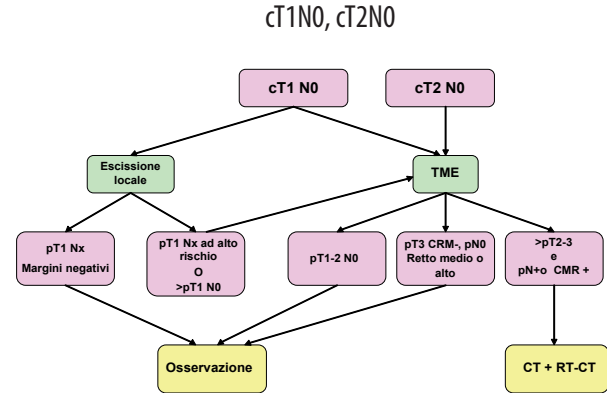 cT1N0, cT2N0
cT1 N0
cT2 N0
Escissione
locale
TME
pT1 Nx
Margini negativi
pT1 Nx ad alto
rischio
O
>pT1 N0
pT1-2 N0
pT3 CRM-, pN0
Retto medio o
alto
>pT2-3
e
pN+o CMR +
Osservazione
CT + RT-CT